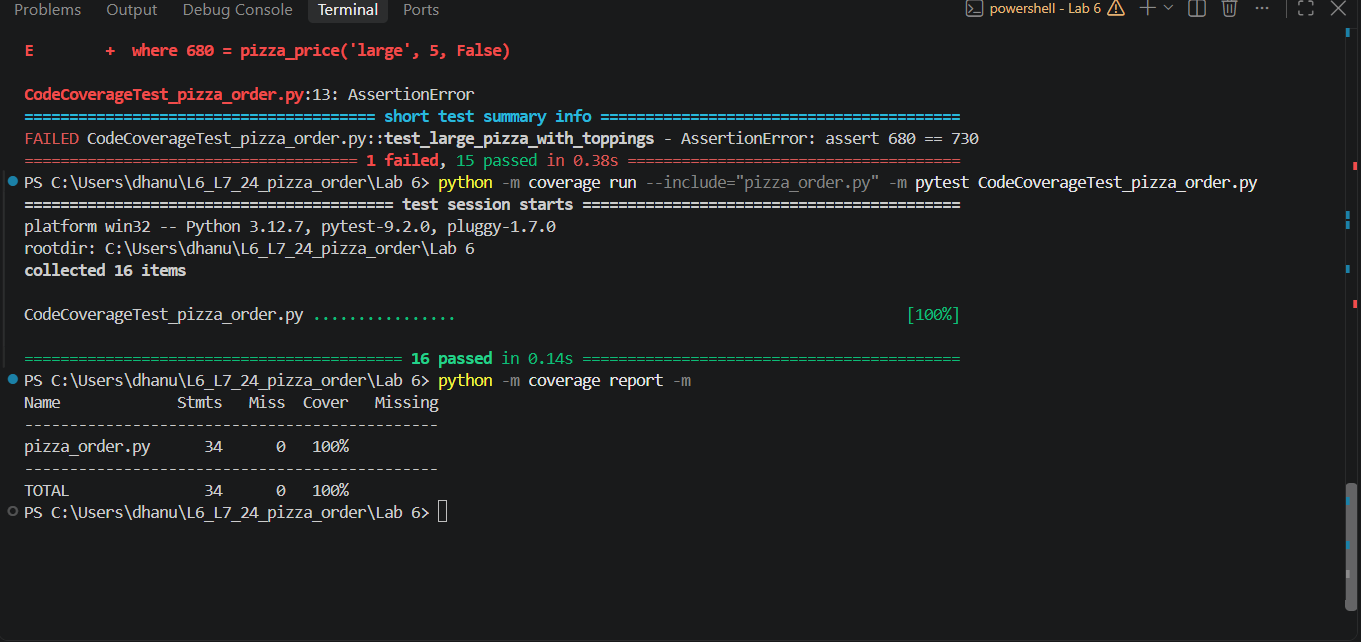 Problems Output Debug Console Terminal Ports powershell - Lab 6
E + where 680 = pizza_price('large', 5, False)
CodeCoverageTest_pizza_order.py:13: AssertionError
======================================= short test summary info ========================================
FAILED CodeCoverageTest_pizza_order.py::test_large_pizza_with_toppings - AssertionError: assert 680 == 730
===================================== 1 failed, 15 passed in 0.38s =====================================
PS C:\Users\dhanu\L6_L7_24_pizza_order\Lab 6> python -m coverage run --include="pizza_order.py" -m pytest CodeCoverageTest_pizza_order.py
========================================= test session starts ==========================================
platform win32 -- Python 3.12.7, pytest-9.2.0, pluggy-1.7.0
rootdir: C:\Users\dhanu\L6_L7_24_pizza_order\Lab 6
collected 16 items
CodeCoverageTest_pizza_order.py ................ [100%]
========================================== 16 passed in 0.14s ==========================================
PS C:\Users\dhanu\L6_L7_24_pizza_order\Lab 6> python -m coverage report -m
Name Stmts Miss Cover Missing
----------------------------------------------
pizza_order.py 34 0 100%
----------------------------------------------
TOTAL 34 0 100%
PS C:\Users\dhanu\L6_L7_24_pizza_order\Lab 6>